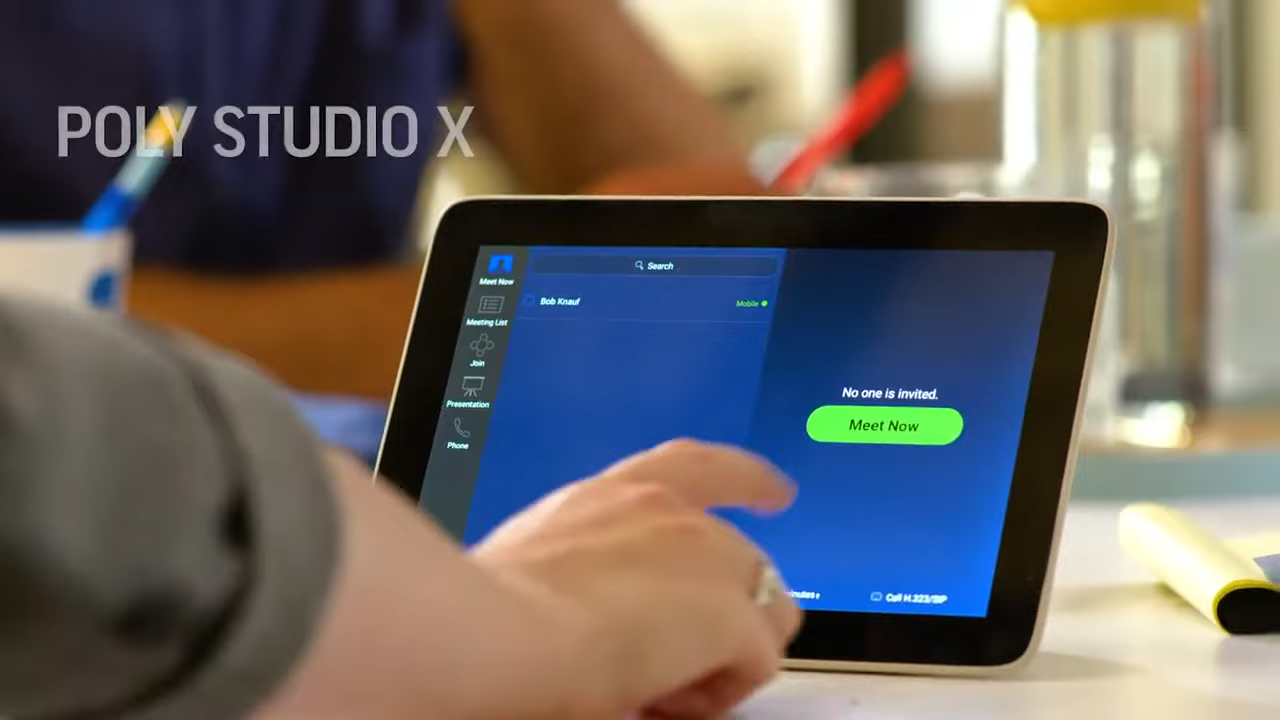 POLY STUDIO X
Meet Now
Meeting List
Join
Presentation
Phone
Search
Bob Knauf
Mobile
No one is invited.
Meet Now
Call H.323/SIP